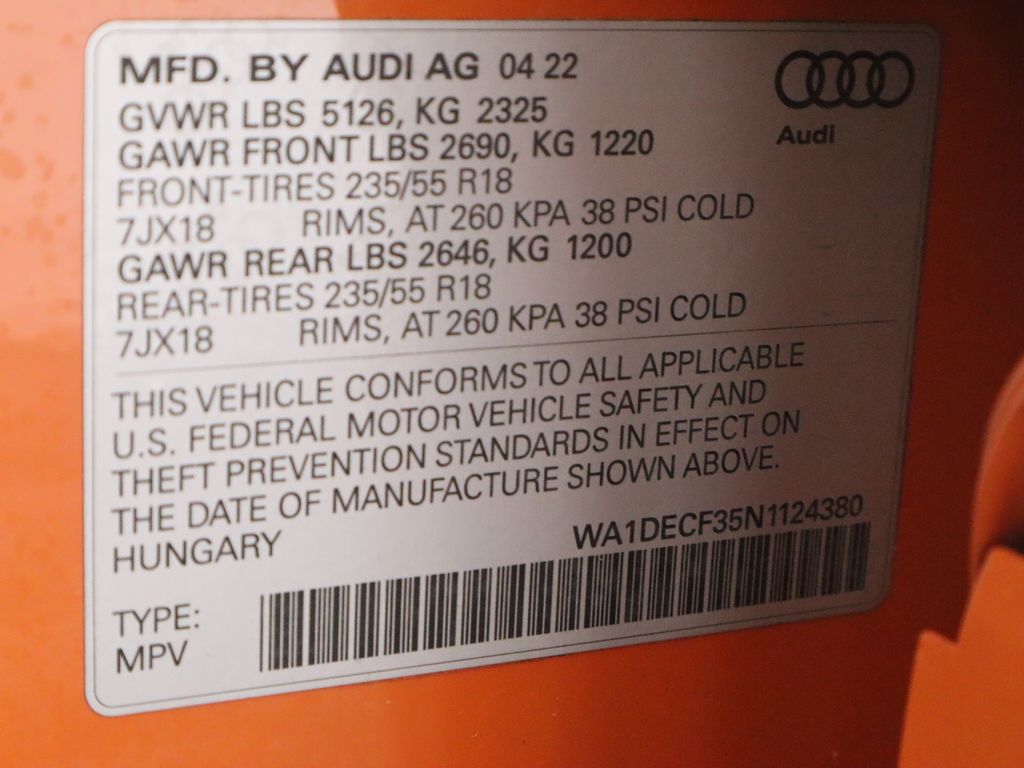 MFD. BY AUDI AG 04 22
GVWR LBS 5126, KG 2325
GAWR FRONT LBS 2690, KG 1220
FRONT-TIRES 235/55 R18
7JX18 RIMS, AT 260 KPA 38 PSI COLD
GAWR REAR LBS 2646, KG 1200
REAR-TIRES 235/55 R18
7JX18 RIMS, AT 260 KPA 38 PSI COLD
Audi
THIS VEHICLE CONFORMS TO ALL APPLICABLE
U.S. FEDERAL MOTOR VEHICLE SAFETY AND
THEFT PREVENTION STANDARDS IN EFFECT ON
THE DATE OF MANUFACTURE SHOWN ABOVE.
HUNGARY WA1DECF35N1124380
TYPE:
MPV